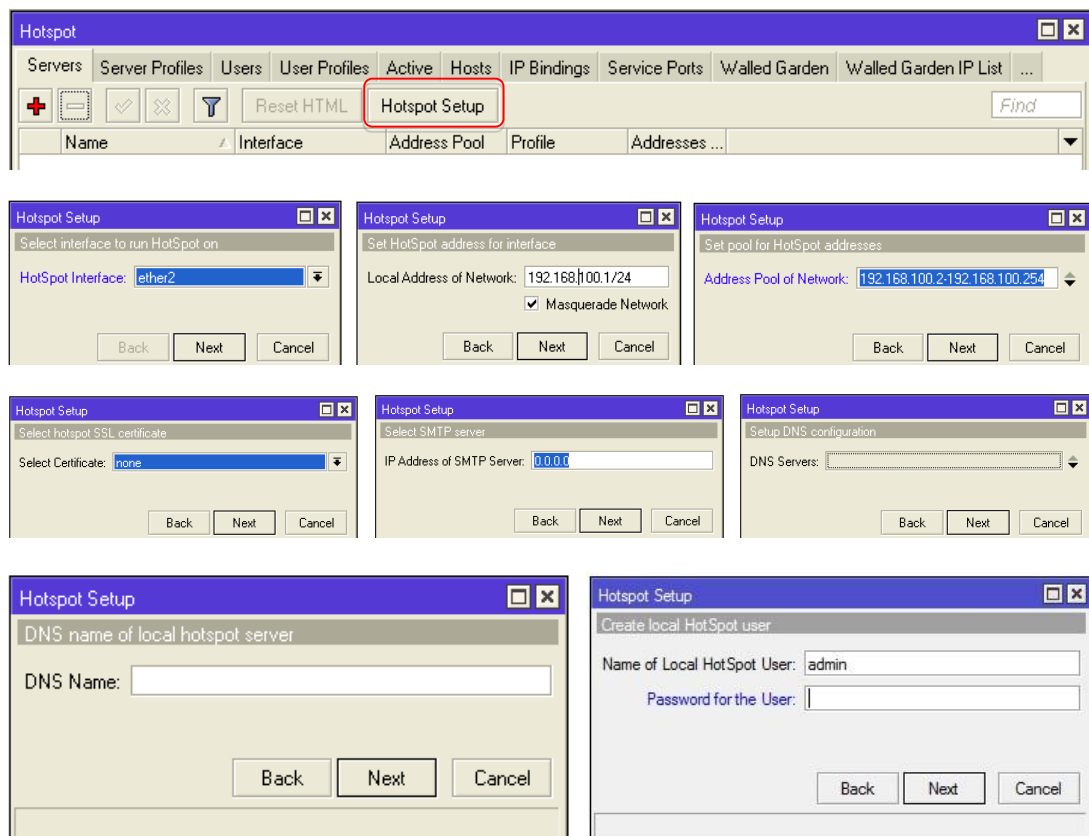 Hotspot
Servers Server Profiles Users User Profiles Active Hosts IP Bindings Service Ports Walled Garden Walled Garden IP List ...
Reset HTML Hotspot Setup Find
Name Interface Address Pool Profile Addresses ...
Hotspot Setup
Select interface to run HotSpot on
HotSpot Interface: ether2
Back Next Cancel
Hotspot Setup
Set HotSpot address for interface
Local Address of Network: 192.168.100.1/24
Masquerade Network
Back Next Cancel
Hotspot Setup
Set pool for HotSpot addresses
Address Pool of Network: 192.168.100.2-192.168.100.254
Back Next Cancel
Hotspot Setup
Select hotspot SSL certificate
Select Certificate: none
Back Next Cancel
Hotspot Setup
Select SMTP server
IP Address of SMTP Server: 0.0.0.0
Back Next Cancel
Hotspot Setup
Setup DNS configuration
DNS Servers:
Back Next Cancel
Hotspot Setup
DNS name of local hotspot server
DNS Name:
Back Next Cancel
Hotspot Setup
Create local HotSpot user
Name of Local HotSpot User: admin
Password for the User:
Back Next Cancel